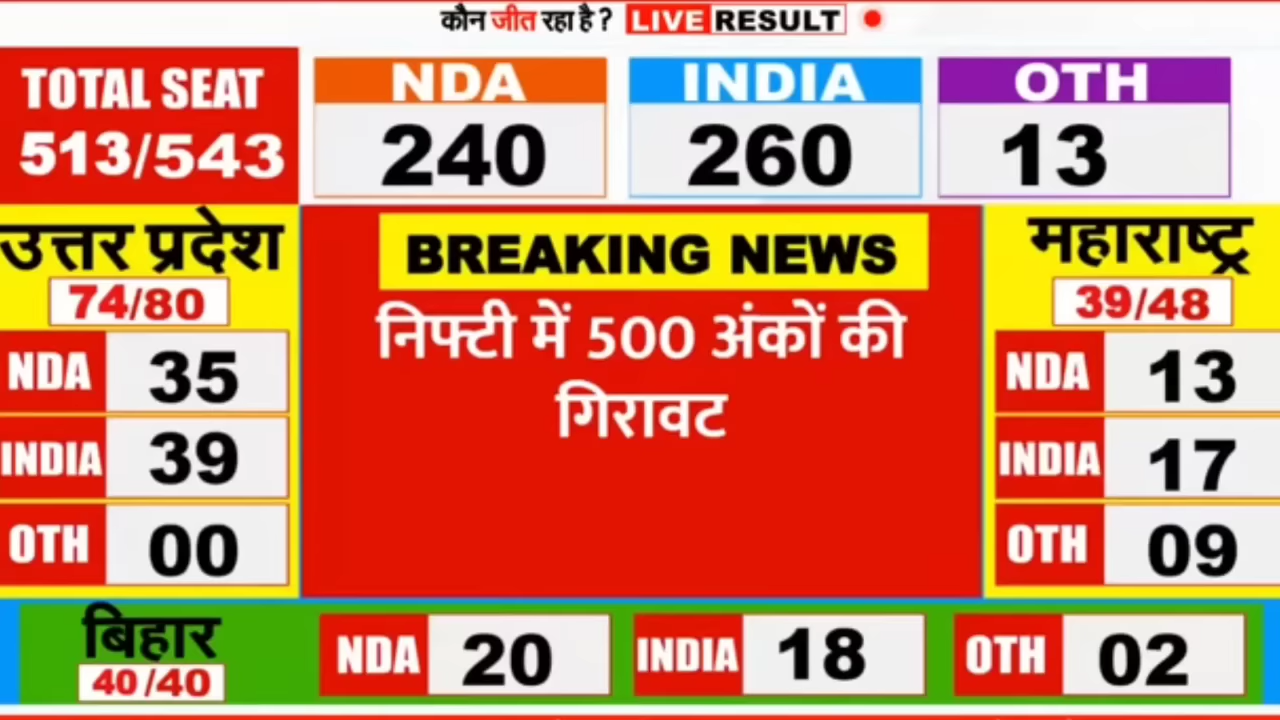 कौन जीत रहा है ? LIVE RESULT
TOTAL SEAT
513/543
NDA
240
INDIA
260
OTH
13
उत्तर प्रदेश
74/80
NDA 35
INDIA 39
OTH 00
BREAKING NEWS
निफ्टी में 500 अंकों की
गिरावट
महाराष्ट्र
39/48
NDA 13
INDIA 17
OTH 09
बिहार
40/40
NDA 20
INDIA 18
OTH 02